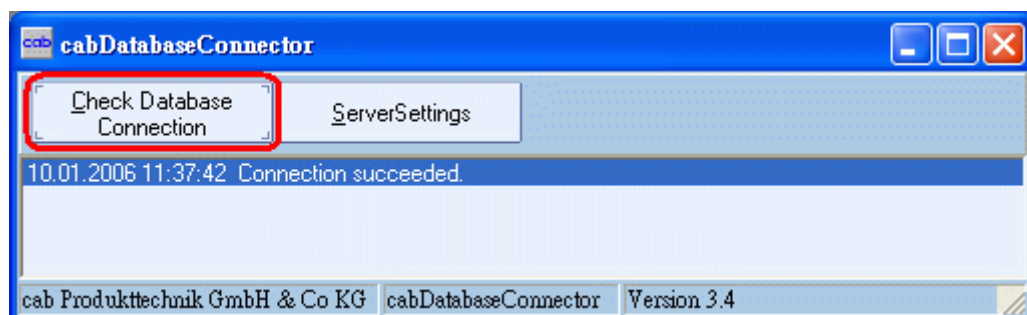 cab cabDatabaseConnector
Check Database
Connection
ServerSettings
10.01.2006 11:37:42 Connection succeeded.
cab Produkttechnik GmbH & Co KG cabDatabaseConnector Version 3.4